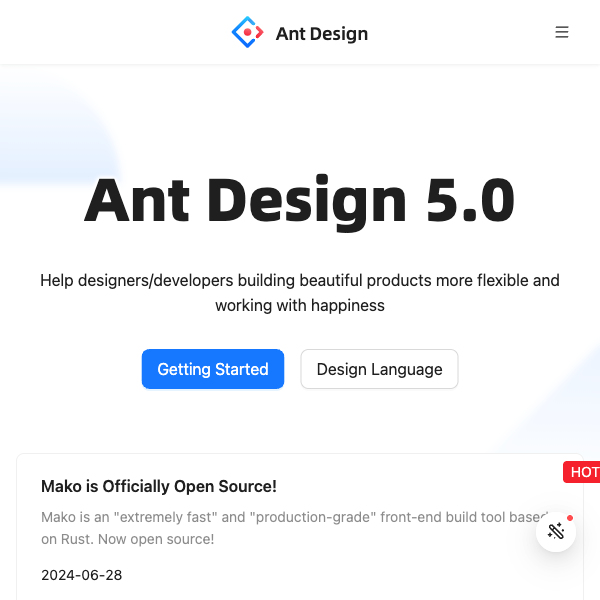 Ant Design
Ant Design 5.0
Help designers/developers building beautiful products more flexible and
working with happiness
Getting Started
Design Language
HOT
Mako is Officially Open Source!
Mako is an "extremely fast" and "production-grade" front-end build tool based
on Rust. Now open source!
2024-06-28